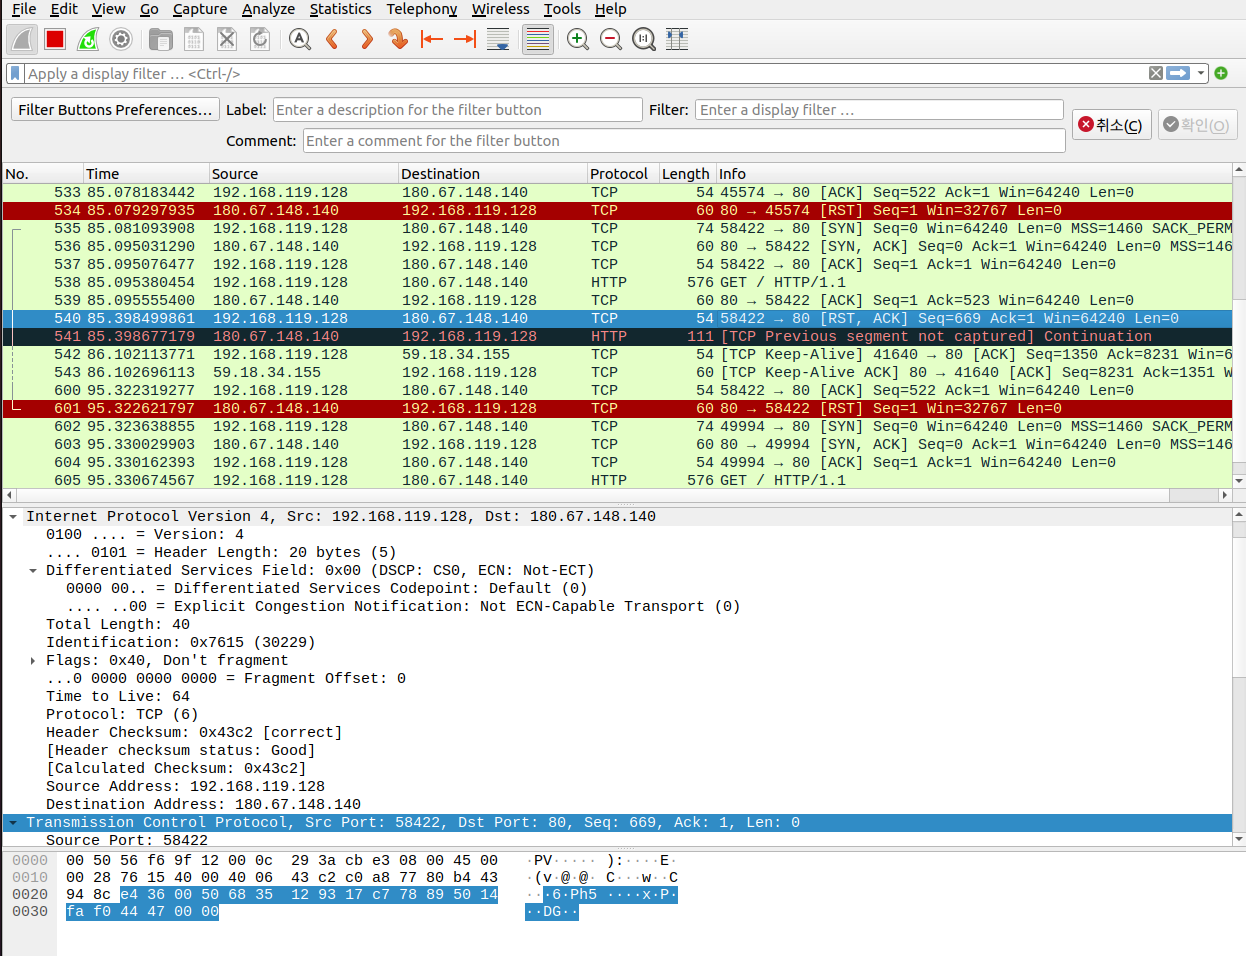 File Edit View Go Capture Analyze Statistics Telephony Wireless Tools Help
Apply a display filter … <Ctrl-/>
Filter Buttons Preferences… Label: Enter a description for the filter button Filter: Enter a display filter … 취소(C) 확인(O)
Comment: Enter a comment for the filter button
No. Time Source Destination Protocol Length Info
533 85.078183442 192.168.119.128 180.67.148.140 TCP 54 45574 → 80 [ACK] Seq=522 Ack=1 Win=64240 Len=0
534 85.079297935 180.67.148.140 192.168.119.128 TCP 60 80 → 45574 [RST] Seq=1 Win=32767 Len=0
535 85.081093908 192.168.119.128 180.67.148.140 TCP 74 58422 → 80 [SYN] Seq=0 Win=64240 Len=0 MSS=1460 SACK_PERM
536 85.095031290 180.67.148.140 192.168.119.128 TCP 60 80 → 58422 [SYN, ACK] Seq=0 Ack=1 Win=64240 Len=0 MSS=146
537 85.095076477 192.168.119.128 180.67.148.140 TCP 54 58422 → 80 [ACK] Seq=1 Ack=1 Win=64240 Len=0
538 85.095380454 192.168.119.128 180.67.148.140 HTTP 576 GET / HTTP/1.1
539 85.095555400 180.67.148.140 192.168.119.128 TCP 60 80 → 58422 [ACK] Seq=1 Ack=523 Win=64240 Len=0
540 85.398499861 192.168.119.128 180.67.148.140 TCP 54 58422 → 80 [RST, ACK] Seq=669 Ack=1 Win=64240 Len=0
541 85.398677179 180.67.148.140 192.168.119.128 HTTP 111 [TCP Previous segment not captured] Continuation
542 86.102113771 192.168.119.128 59.18.34.155 TCP 54 [TCP Keep-Alive] 41640 → 80 [ACK] Seq=1350 Ack=8231 Win=6
543 86.102696113 59.18.34.155 192.168.119.128 TCP 60 [TCP Keep-Alive ACK] 80 → 41640 [ACK] Seq=8231 Ack=1351 W
600 95.322319277 192.168.119.128 180.67.148.140 TCP 54 58422 → 80 [ACK] Seq=522 Ack=1 Win=64240 Len=0
601 95.322621797 180.67.148.140 192.168.119.128 TCP 60 80 → 58422 [RST] Seq=1 Win=32767 Len=0
602 95.323638855 192.168.119.128 180.67.148.140 TCP 74 49994 → 80 [SYN] Seq=0 Win=64240 Len=0 MSS=1460 SACK_PERM
603 95.330029903 180.67.148.140 192.168.119.128 TCP 60 80 → 49994 [SYN, ACK] Seq=0 Ack=1 Win=64240 Len=0 MSS=146
604 95.330162393 192.168.119.128 180.67.148.140 TCP 54 49994 → 80 [ACK] Seq=1 Ack=1 Win=64240 Len=0
605 95.330674567 192.168.119.128 180.67.148.140 HTTP 576 GET / HTTP/1.1
Internet Protocol Version 4, Src: 192.168.119.128, Dst: 180.67.148.140
0100 .... = Version: 4
.... 0101 = Header Length: 20 bytes (5)
Differentiated Services Field: 0x00 (DSCP: CS0, ECN: Not-ECT)
0000 00.. = Differentiated Services Codepoint: Default (0)
.... ..00 = Explicit Congestion Notification: Not ECN-Capable Transport (0)
Total Length: 40
Identification: 0x7615 (30229)
Flags: 0x40, Don't fragment
...0 0000 0000 0000 = Fragment Offset: 0
Time to Live: 64
Protocol: TCP (6)
Header Checksum: 0x43c2 [correct]
[Header checksum status: Good]
[Calculated Checksum: 0x43c2]
Source Address: 192.168.119.128
Destination Address: 180.67.148.140
Transmission Control Protocol, Src Port: 58422, Dst Port: 80, Seq: 669, Ack: 1, Len: 0
Source Port: 58422
0000 00 50 56 f6 9f 12 00 0c 29 3a cb e3 08 00 45 00 ·PV····· ):····E·
0010 00 28 76 15 40 00 40 06 43 c2 c0 a8 77 80 b4 43 ·(v·@·@· C···w··C
0020 94 8c e4 36 00 50 68 35 12 93 17 c7 78 89 50 14 ···6·Ph5 ····x·P·
0030 fa f0 44 47 00 00 ··DG··